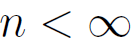 n < ∞